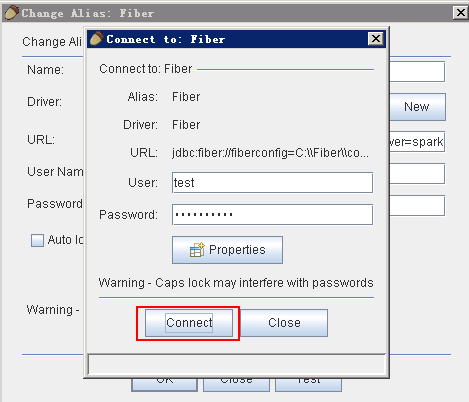 Change Alias: Fiber
Connect to: Fiber
Change Ali
Connect to: Fiber
Name:
Alias: Fiber
Driver:
Driver: Fiber
New
URL:
URL: jdbc:fiber://fiberconfig=C:\\Fiber\\co...
ver=spark
User Nam
User: test
Password
Password: ••••••••••
Auto lo
Properties
Warning - Caps lock may interfere with passwords
Warning -
Connect Close
OK Close Test